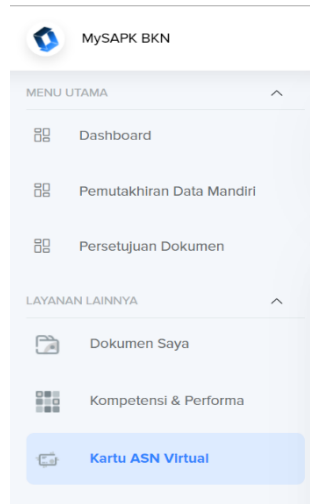 MySAPK BKN
MENU UTAMA
Dashboard
Pemutakhiran Data Mandiri
Persetujuan Dokumen
LAYANAN LAINNYA
Dokumen Saya
Kompetensi & Performa
Kartu ASN VIrtual